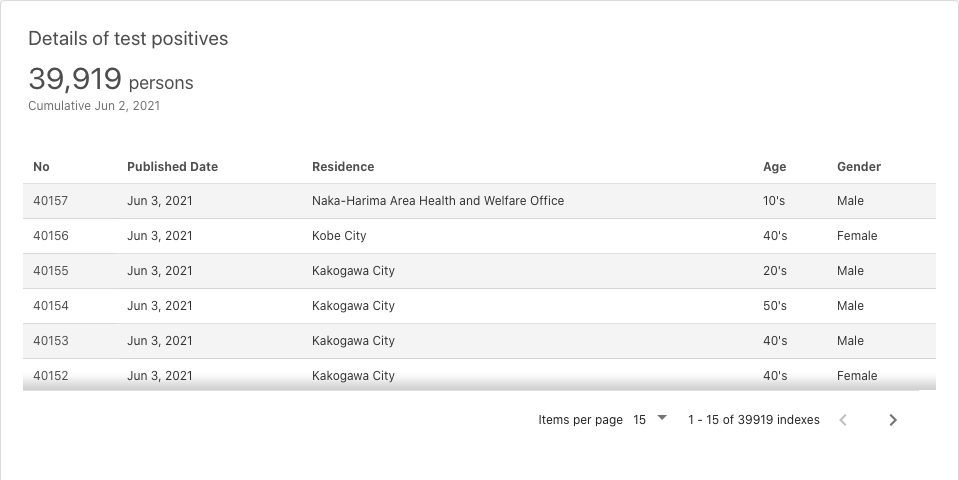 Details of test positives
39,919 persons
Cumulative Jun 2, 2021
No Published Date Residence Age Gender
40157 Jun 3, 2021 Naka-Harima Area Health and Welfare Office 10's Male
40156 Jun 3, 2021 Kobe City 40's Female
40155 Jun 3, 2021 Kakogawa City 20's Male
40154 Jun 3, 2021 Kakogawa City 50's Male
40153 Jun 3, 2021 Kakogawa City 40's Male
40152 Jun 3, 2021 Kakogawa City 40's Female
Items per page 15 1 - 15 of 39919 indexes